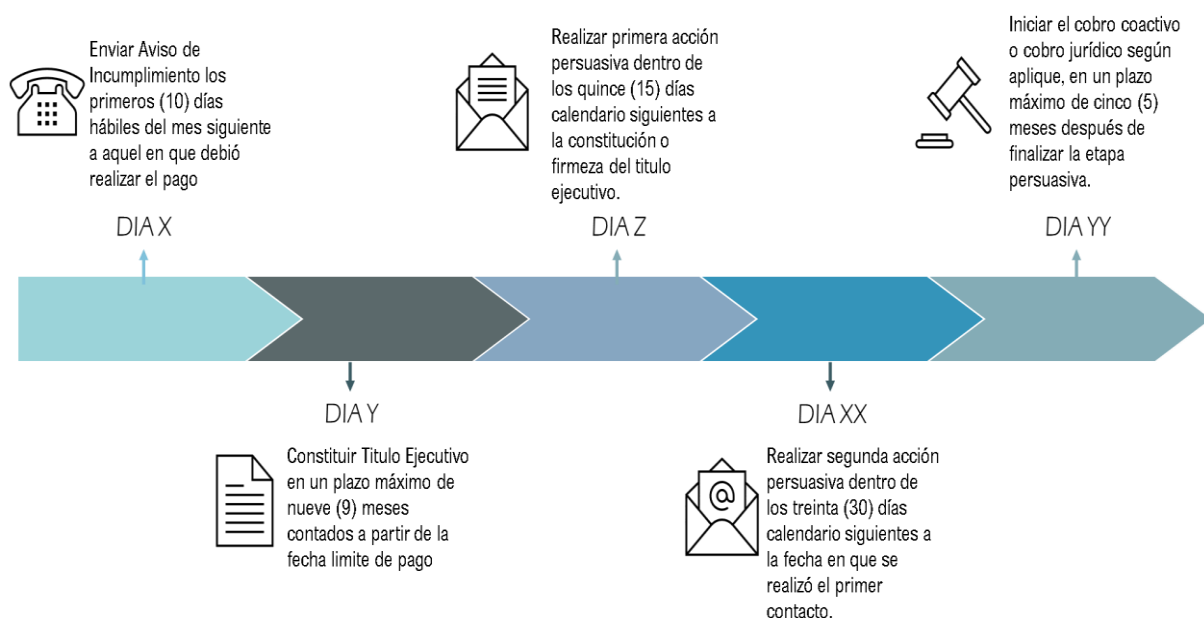 Enviar Aviso de
Incumplimiento los
primeros (10) días
hábiles del mes siguiente
a aquel en que debió
realizar el pago
DIA X
Constituir Titulo Ejecutivo
en un plazo máximo de
nueve (9) meses
contados a partir de la
fecha limite de pago
DIA Y
Realizar primera acción
persuasiva dentro de
los quince (15) días
calendario siguientes a
la constitución o
firmeza del titulo
ejecutivo.
DIA Z
Realizar segunda acción
persuasiva dentro de
los treinta (30) días
calendario siguientes a
la fecha en que se
realizó el primer
contacto.
DIA XX
Iniciar el cobro coactivo
o cobro jurídico según
aplique, en un plazo
máximo de cinco (5)
meses después de
finalizar la etapa
persuasiva.
DIA YY